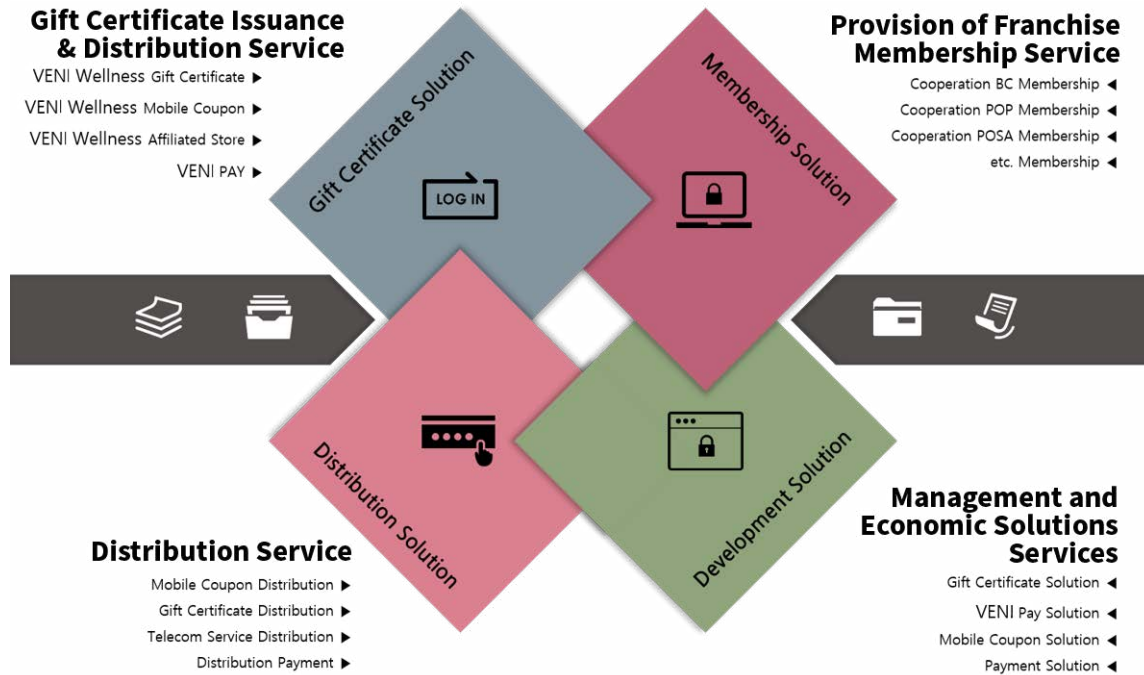 Gift Certificate Issuance
& Distribution Service
VENI Wellness Gift Certificate ▶
VENI Wellness Mobile Coupon ▶
VENI Wellness Affiliated Store ▶
VENI PAY ▶
Provision of Franchise
Membership Service
Cooperation BC Membership ◀
Cooperation POP Membership ◀
Cooperation POSA Membership ◀
etc. Membership ◀
Gift Certificate Solution
LOG IN
Membership Solution
Distribution Solution
Development Solution
Distribution Service
Mobile Coupon Distribution ▶
Gift Certificate Distribution ▶
Telecom Service Distribution ▶
Distribution Payment ▶
Management and
Economic Solutions
Services
Gift Certificate Solution ◀
VENI Pay Solution ◀
Mobile Coupon Solution ◀
Payment Solution ◀